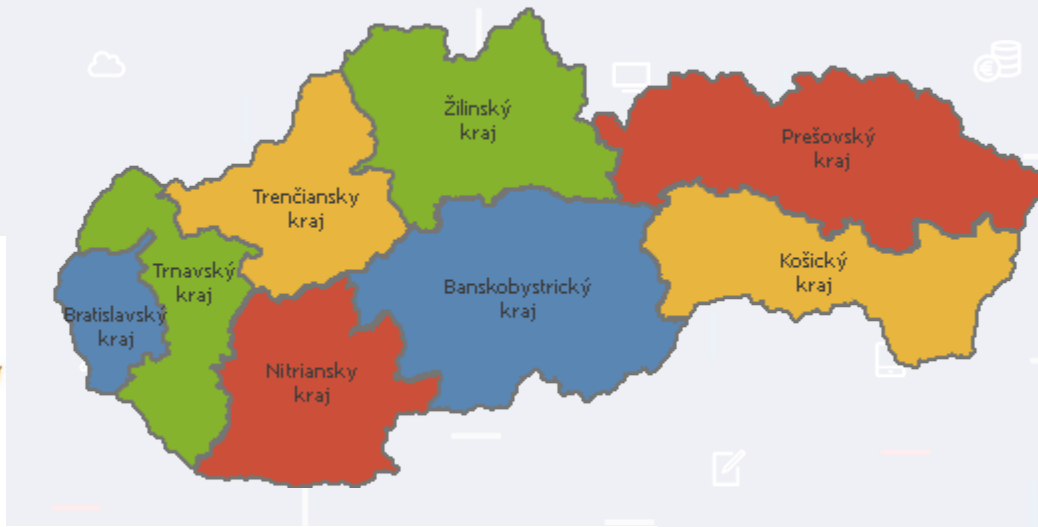 Žilinský
kraj
Prešovský
kraj
Trenčiansky
kraj
Košický
kraj
Trnavský
kraj
Banskobystrický
kraj
Bratislavský
kraj
Nitriansky
kraj